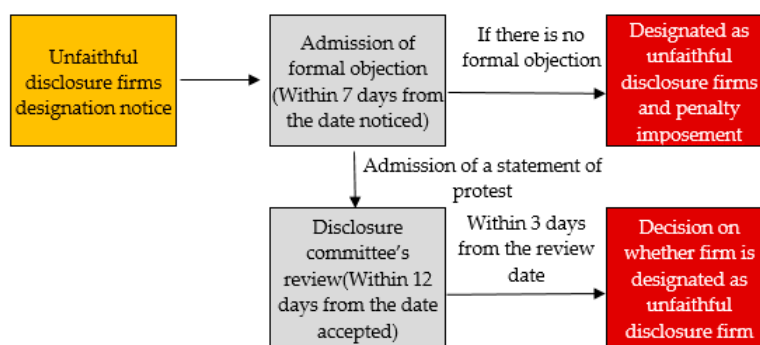 Unfaithful
disclosure firms
designation notice
Admission of
formal objection
(Within 7 days from
the date noticed)
If there is no
formal objection
Designated as
unfaithful
disclosure firms
and penalty
imposement
Admission of a statement of
protest
Disclosure
committee's
review(Within 12
days from the date
accepted)
Within 3 days
from the review
date
Decision on
whether firm is
designated as
unfaithful
disclosure firm